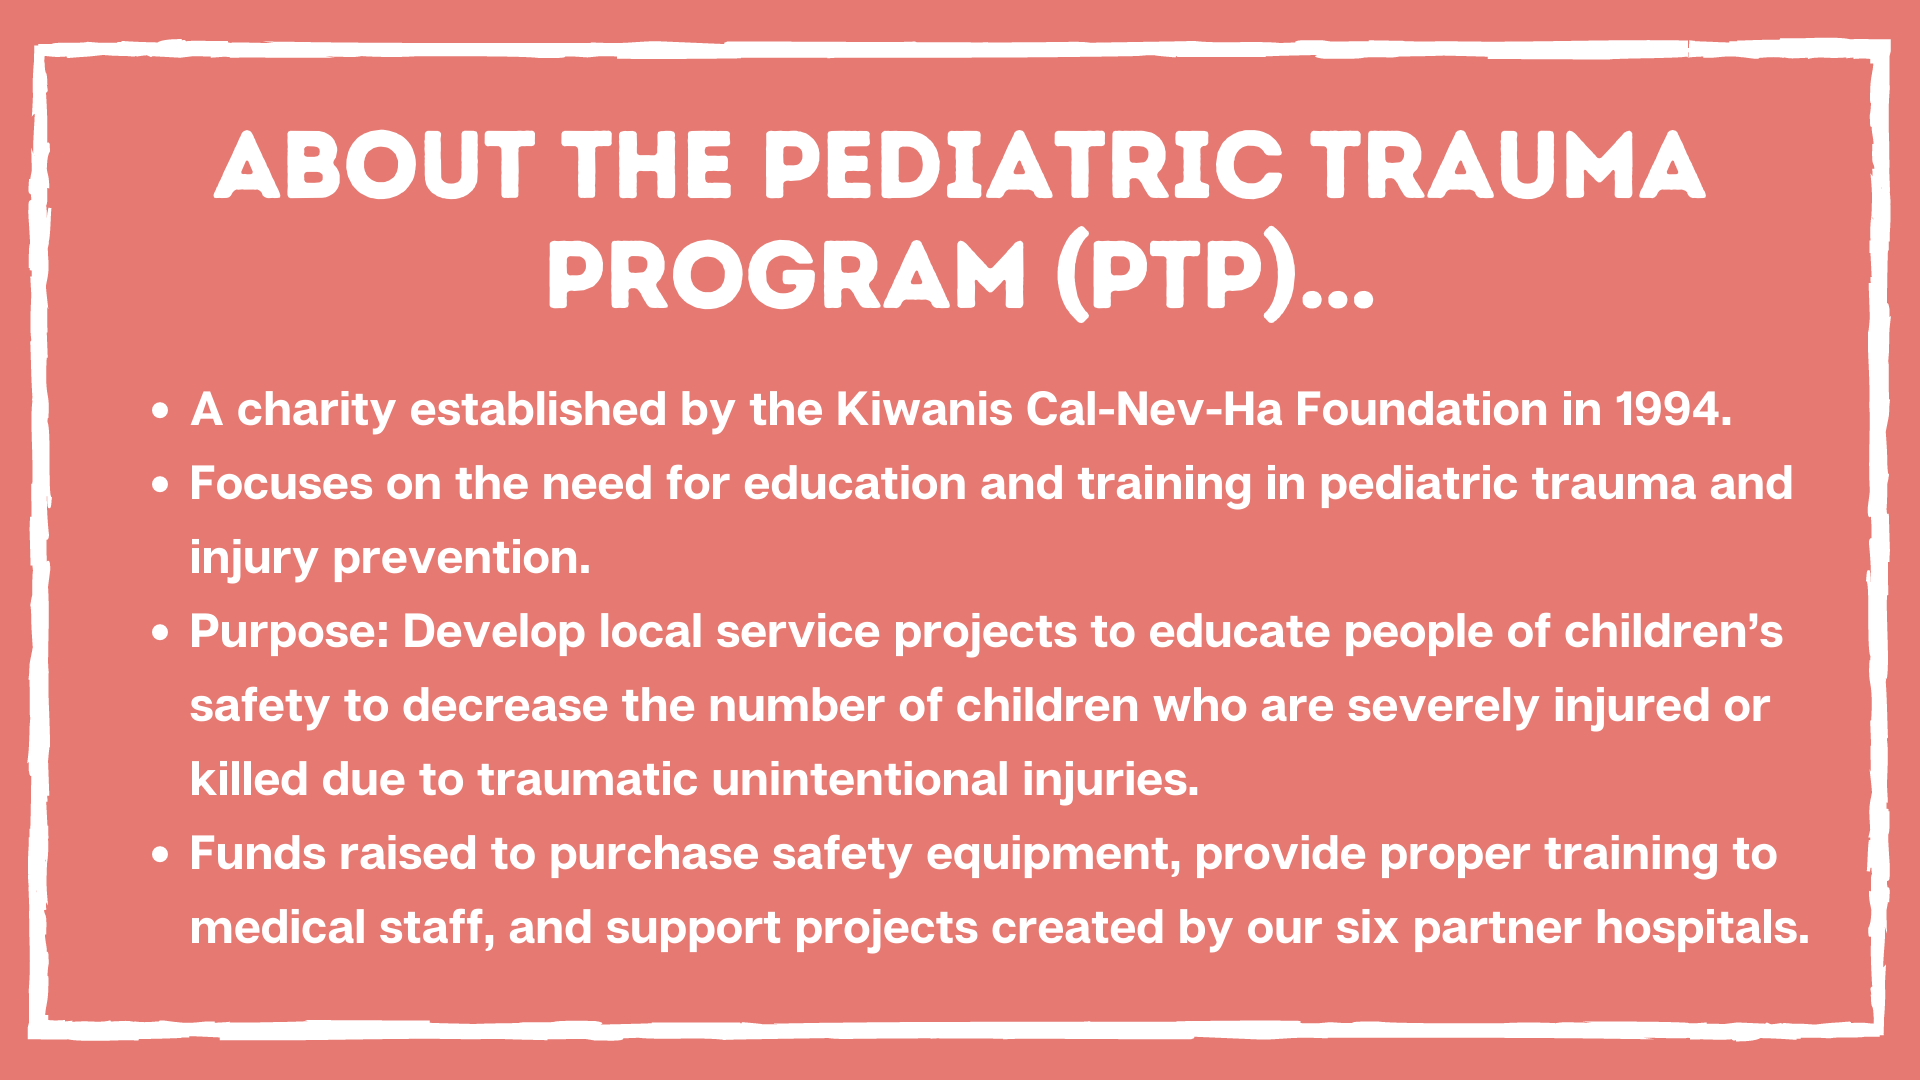 ABOUT THE PEDIATRIC TRAUMA
PROGRAM (PTP)...
• A charity established by the Kiwanis Cal-Nev-Ha Foundation in 1994.
• Focuses on the need for education and training in pediatric trauma and
injury prevention.
• Purpose: Develop local service projects to educate people of children’s
safety to decrease the number of children who are severely injured or
killed due to traumatic unintentional injuries.
• Funds raised to purchase safety equipment, provide proper training to
medical staff, and support projects created by our six partner hospitals.